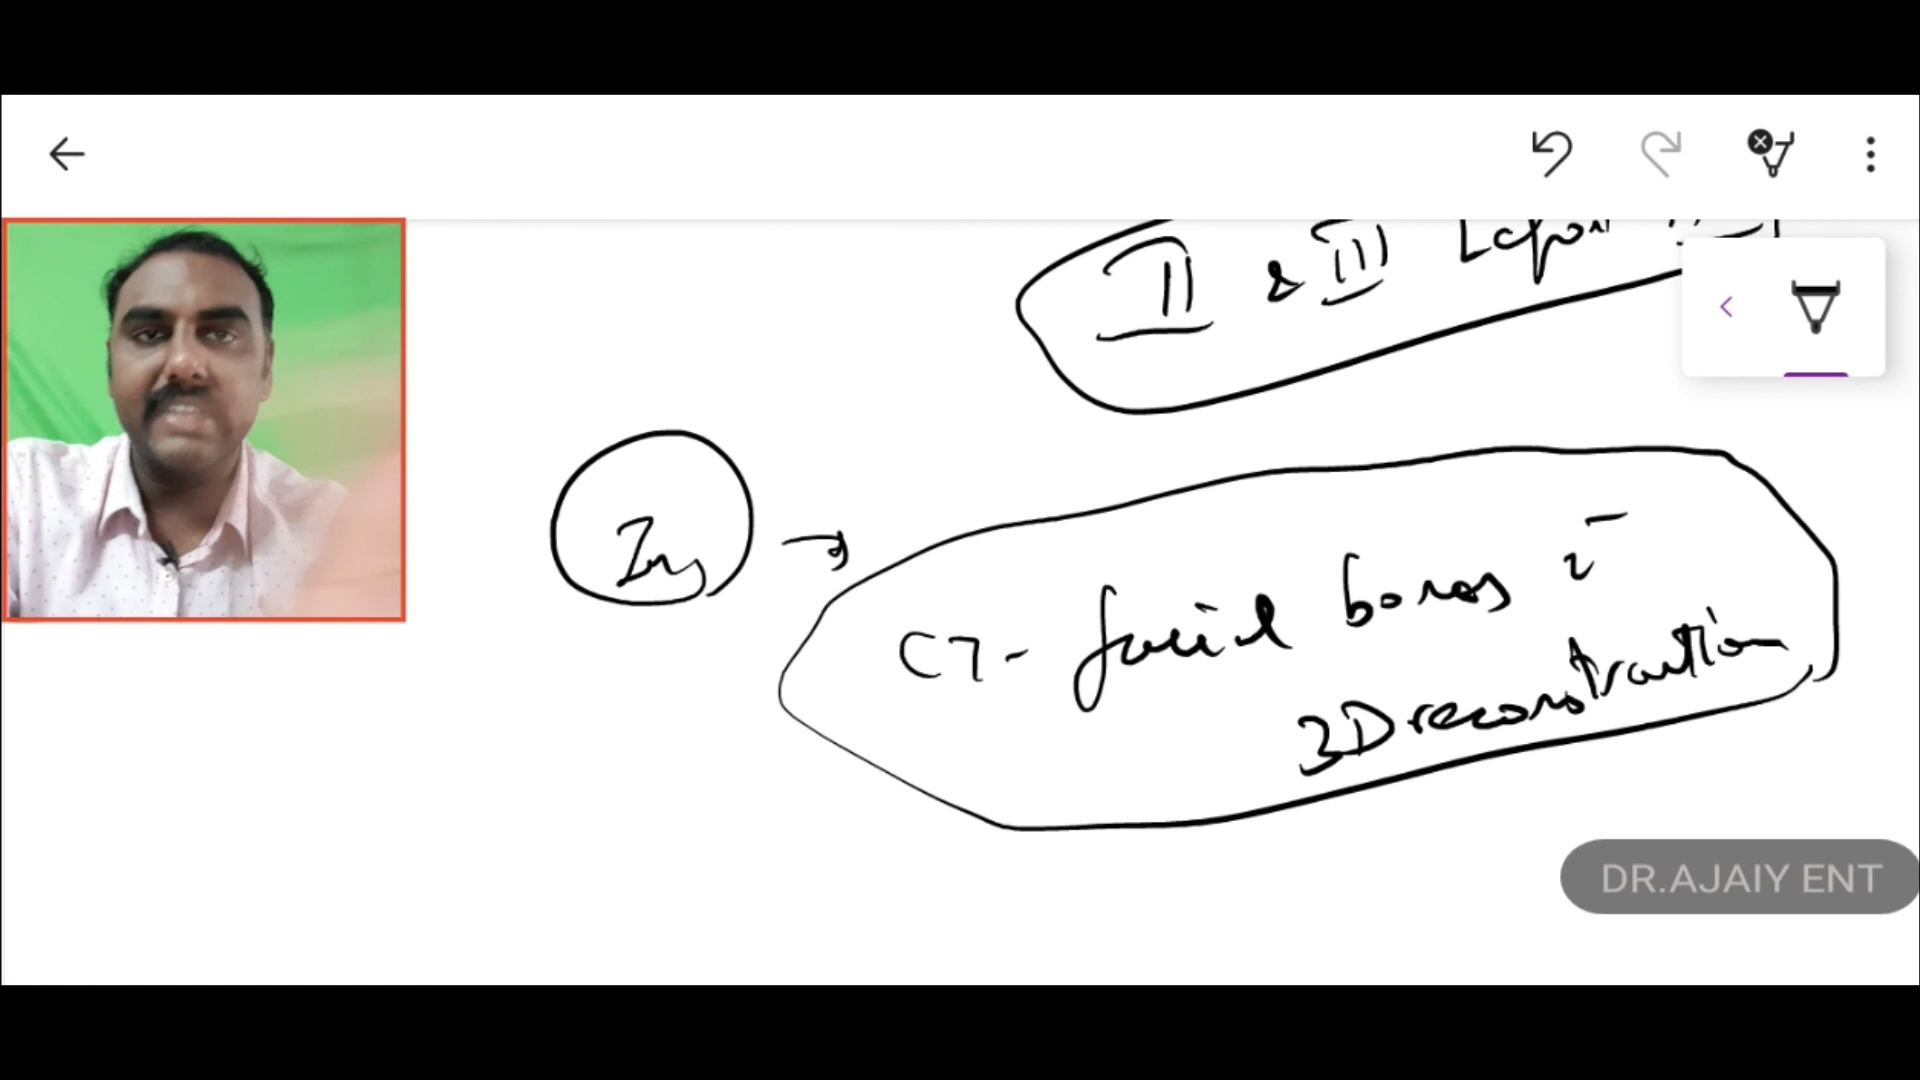 II & III Lefort
Inv
CT - facial bones c̄
3D reconstruction
DR.AJAIY ENT